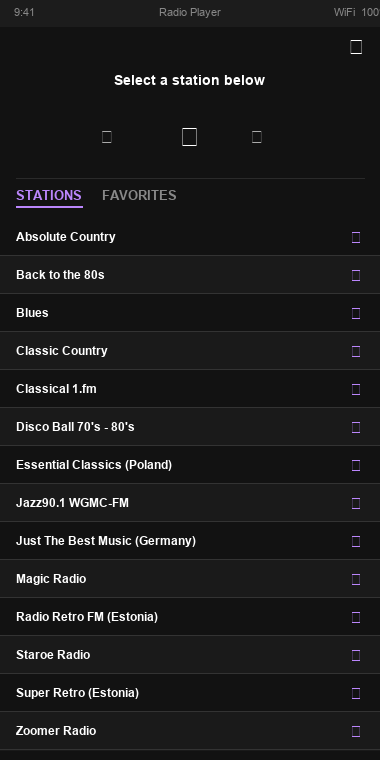 9:41 Radio Player WiFi 100
Select a station below
STATIONS FAVORITES
Absolute Country
Back to the 80s
Blues
Classic Country
Classical 1.fm
Disco Ball 70's - 80's
Essential Classics (Poland)
Jazz90.1 WGMC-FM
Just The Best Music (Germany)
Magic Radio
Radio Retro FM (Estonia)
Staroe Radio
Super Retro (Estonia)
Zoomer Radio